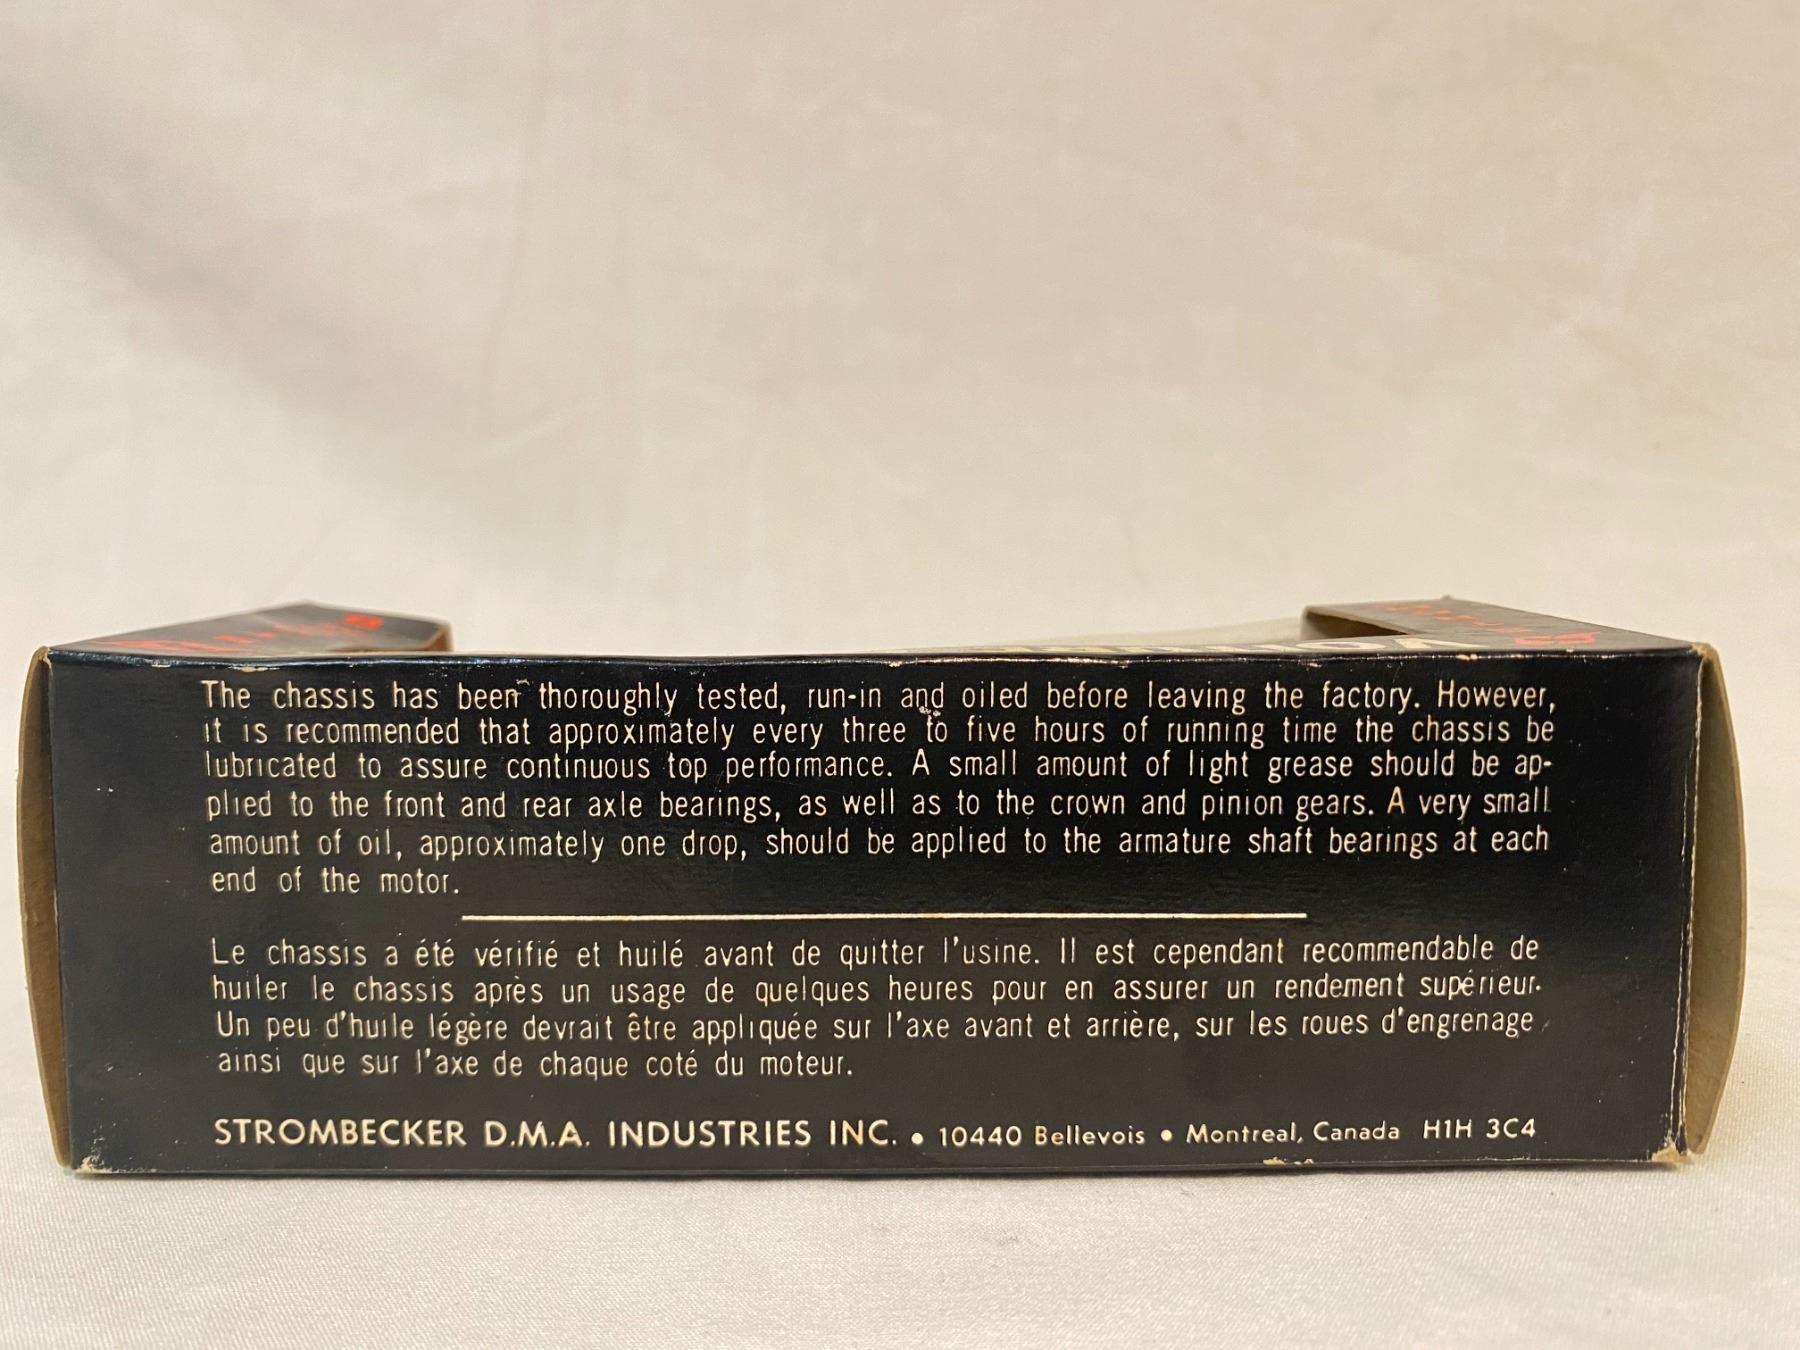 The chassis has been thoroughly tested, run-in and oiled before leaving the factory. However,
it is recommended that approximately every three to five hours of running time the chassis be
lubricated to assure continuous top performance. A small amount of light grease should be ap-
plied to the front and rear axle bearings, as well as to the crown and pinion gears. A very small
amount of oil, approximately one drop, should be applied to the armature shaft bearings at each
end of the motor.
Le chassis a été vérifié et huilé avant de quitter l'usine. Il est cependant recommendable de
huiler le chassis après un usage de quelques heures pour en assurer un rendement supérieur.
Un peu d'huile légère devrait être appliquée sur l'axe avant et arrière, sur les roues d'engrenage,
ainsi que sur l'axe de chaque coté du moteur.
STROMBECKER D.M.A. INDUSTRIES INC. • 10440 Bellevois • Montreal, Canada H1H 3C4